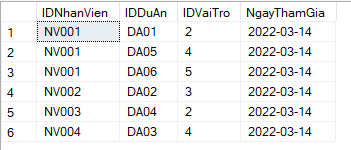 IDNhanVien IDDuAn IDVaiTro NgayThamGia
1 NV001 DA01 2 2022-03-14
2 NV001 DA05 4 2022-03-14
3 NV001 DA06 5 2022-03-14
4 NV002 DA02 3 2022-03-14
5 NV003 DA04 2 2022-03-14
6 NV004 DA03 4 2022-03-14